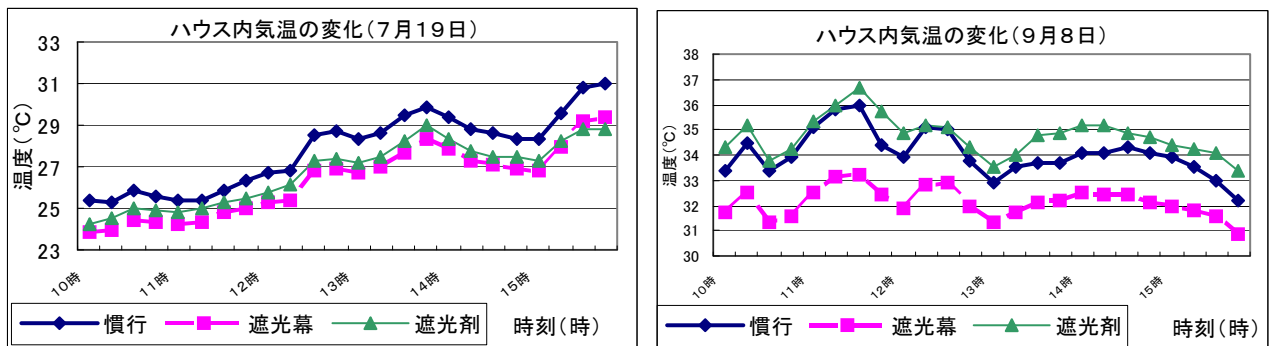 ハウス内気温の変化（７月１９日）
33
31
29
27
25
23
温度（℃）
10時
11時
12時
13時
14時
15時
慣行
遮光幕
遮光剤
時刻（時）
ハウス内気温の変化（９月８日）
38
37
36
35
34
33
32
31
30
温度（℃）
10時
11時
12時
13時
14時
15時
慣行
遮光幕
遮光剤
時刻（時）